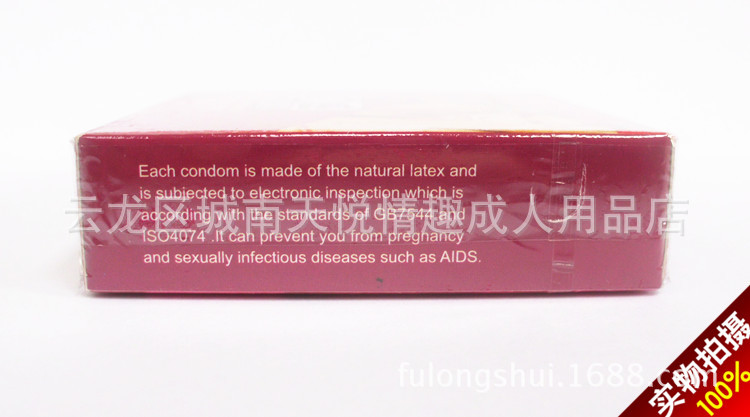 Each condom is made of the natural latex and
is subjected to electronic inspection which is
according with the standards of GB7544 and
ISO4074 .It can prevent you from pregnancy
and sexually infectious diseases such as AIDS.
云龙区城南天悦情趣成人用品店
fulongshui.1688.com
实物拍摄
100%